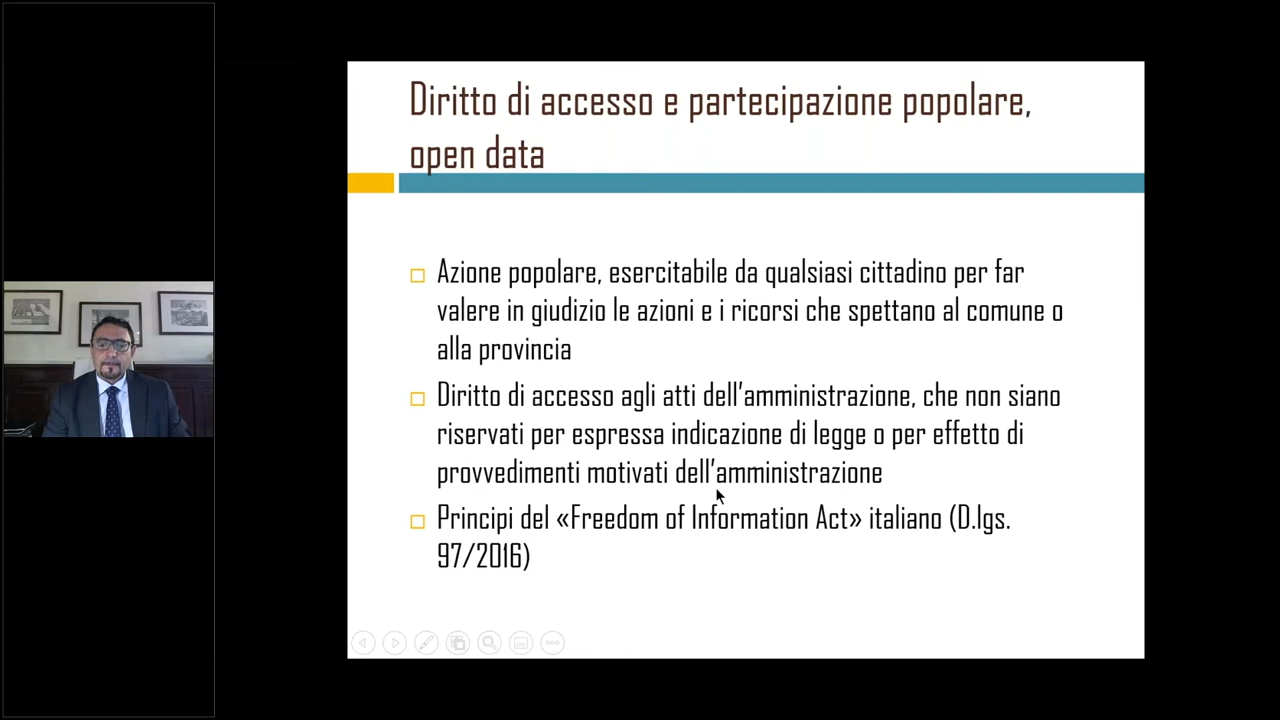 Diritto di accesso e partecipazione popolare,
open data
Azione popolare, esercitabile da qualsiasi cittadino per far
valere in giudizio le azioni e i ricorsi che spettano al comune o
alla provincia
Diritto di accesso agli atti dell'amministrazione, che non siano
riservati per espressa indicazione di legge o per effetto di
provvedimenti motivati dell'amministrazione
Principi del «Freedom of Information Act» italiano (D.lgs.
97/2016)